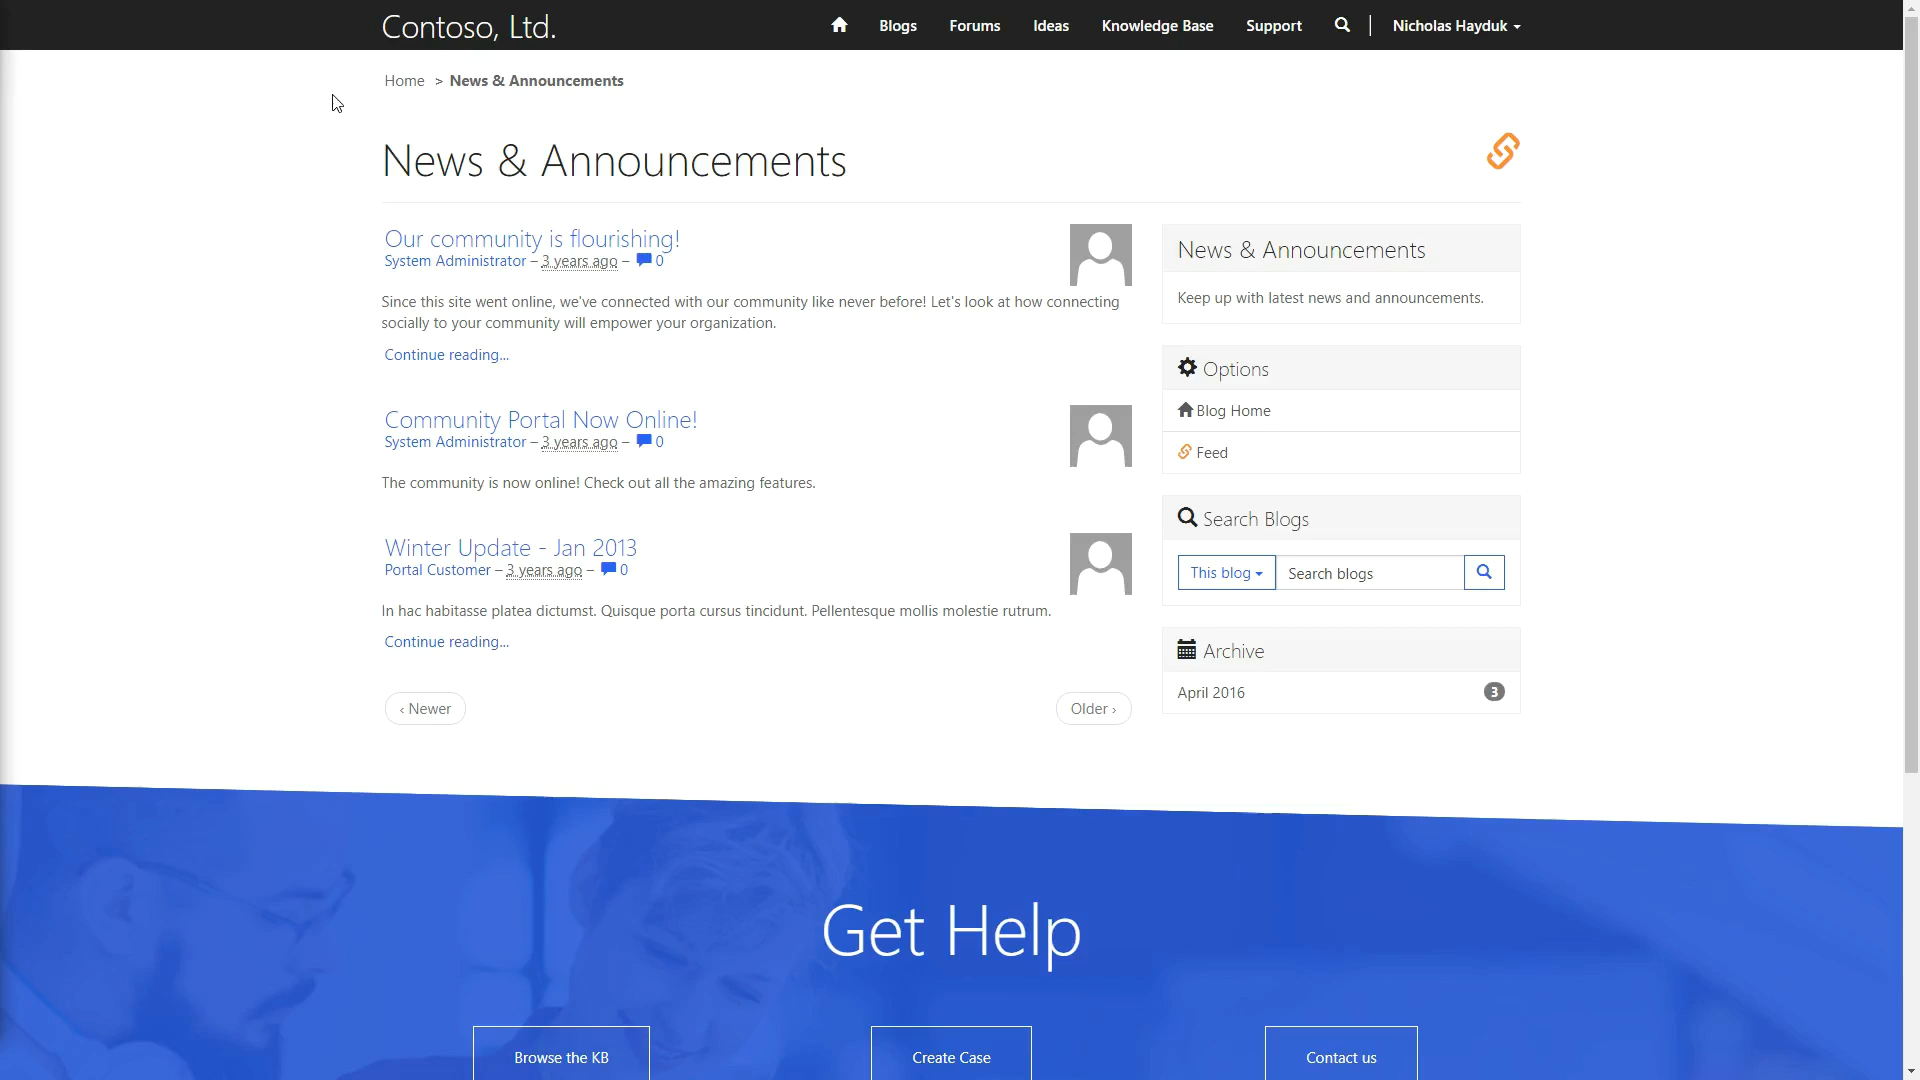 Contoso, Ltd.
Blogs
Forums
Ideas
Knowledge Base
Support
Nicholas Hayduk
Home > News & Announcements
News & Announcements
Our community is flourishing!
System Administrator – 3 years ago – 0
Since this site went online, we've connected with our community like never before! Let's look at how connecting
socially to your community will empower your organization.
Continue reading...
Community Portal Now Online!
System Administrator – 3 years ago – 0
The community is now online! Check out all the amazing features.
Winter Update - Jan 2013
Portal Customer – 3 years ago – 0
In hac habitasse platea dictumst. Quisque porta cursus tincidunt. Pellentesque mollis molestie rutrum.
Continue reading...
‹ Newer
Older ›
News & Announcements
Keep up with latest news and announcements.
Options
Blog Home
Feed
Search Blogs
This blog
Search blogs
Archive
April 2016
3
Get Help
Browse the KB
Create Case
Contact us